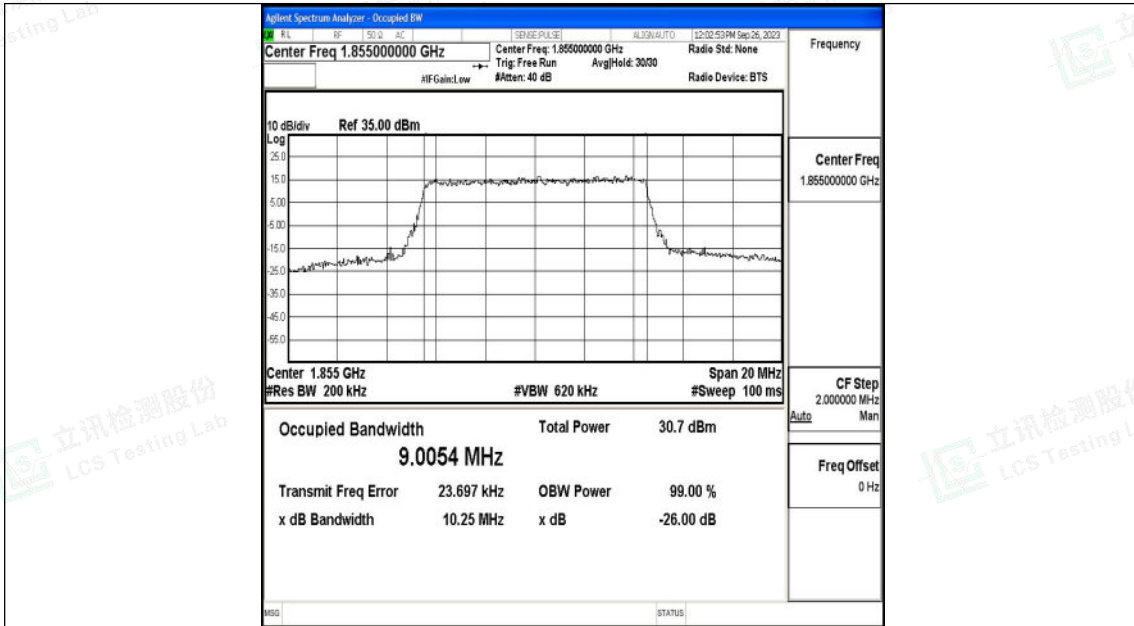 Agilent Spectrum Analyzer - Occupied BW
RL RF 50 Ω AC SENSE:PULSE ALIGNAUTO 12:02:53 PM Sep 26, 2023
Center Freq 1.855000000 GHz
Center Freq: 1.855000000 GHz
Radio Std: None
Trig: Free Run Avg|Hold: 30/30
#IFGain:Low
#Atten: 40 dB
Radio Device: BTS
Frequency
10 dB/div Ref 35.00 dBm
Log
25.0
15.0
5.00
-5.00
-15.0
-25.0
-35.0
-45.0
-55.0
Center 1.855 GHz Span 20 MHz
#Res BW 200 kHz #VBW 620 kHz #Sweep 100 ms
Center Freq
1.855000000 GHz
CF Step
2.000000 MHz
Auto Man
Freq Offset
0 Hz
Occupied Bandwidth Total Power 30.7 dBm
9.0054 MHz
Transmit Freq Error 23.697 kHz OBW Power 99.00 %
x dB Bandwidth 10.25 MHz x dB -26.00 dB
MSG STATUS
sting Lab
立讯检测股份
LCS Testing Lab
立讯检测股份
LCS Testing L